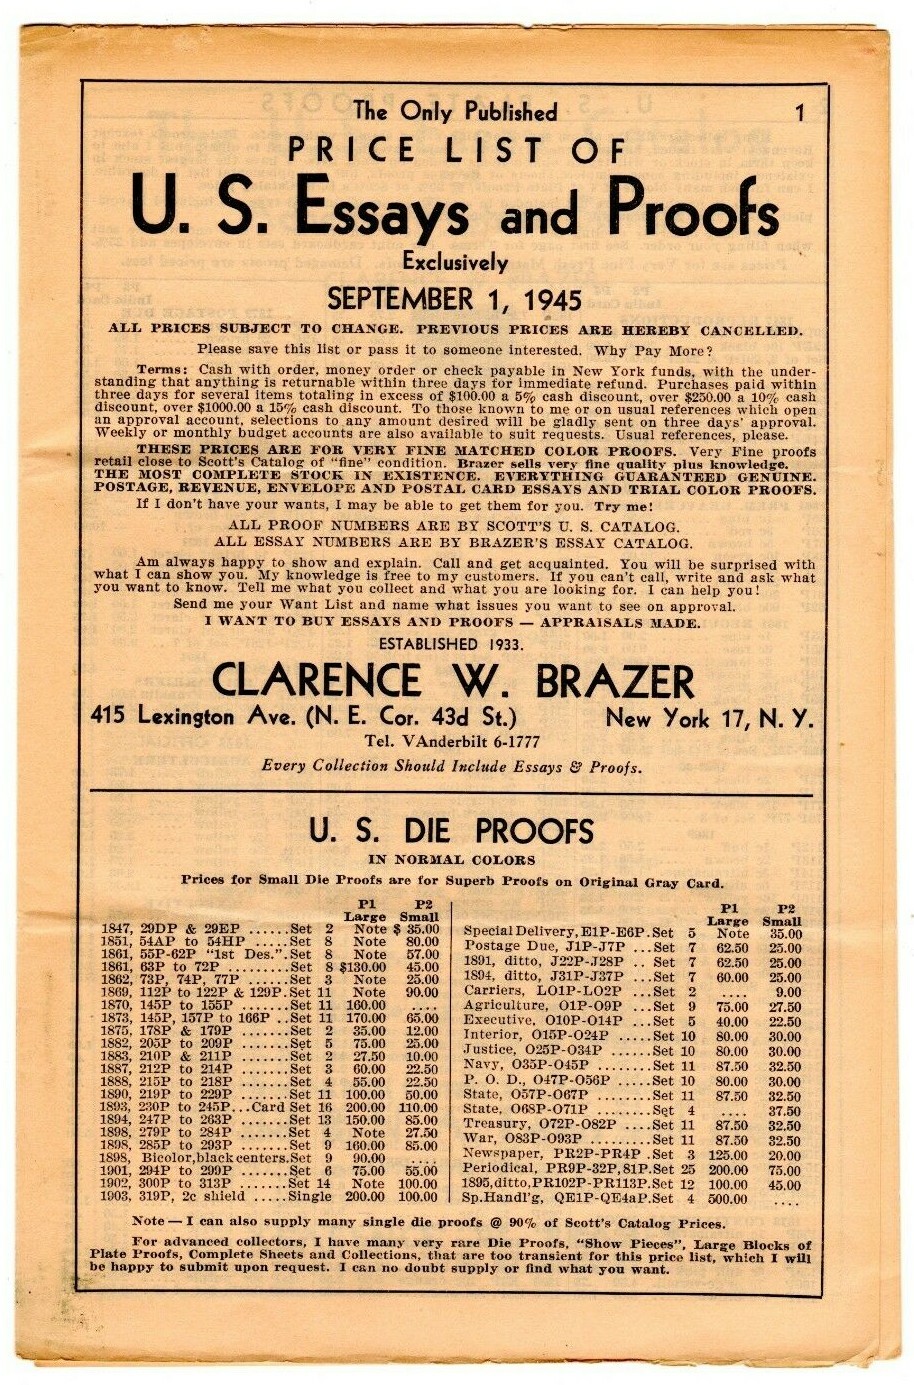 The Only Published 1
PRICE LIST OF
U. S. Essays and Proofs
Exclusively
SEPTEMBER 1, 1945
ALL PRICES SUBJECT TO CHANGE. PREVIOUS PRICES ARE HEREBY CANCELLED.
Please save this list or pass it to someone interested. Why Pay More?
Terms: Cash with order, money order or check payable in New York funds, with the under-
standing that anything is returnable within three days for immediate refund. Purchases paid within
three days for several items totaling in excess of $100.00 a 5% cash discount, over $250.00 a 10% cash
discount, over $1000.00 a 15% cash discount. To those known to me or on usual references which open
an approval account, selections to any amount desired will be gladly sent on three days' approval.
Weekly or monthly budget accounts are also available to suit requests. Usual references, please.
THESE PRICES ARE FOR VERY FINE MATCHED COLOR PROOFS. Very Fine proofs
retail close to Scott's Catalog of "fine" condition. Brazer sells very fine quality plus knowledge.
THE MOST COMPLETE STOCK IN EXISTENCE. EVERYTHING GUARANTEED GENUINE.
POSTAGE, REVENUE, ENVELOPE AND POSTAL CARD ESSAYS AND TRIAL COLOR PROOFS.
If I don't have your wants, I may be able to get them for you. Try me!
ALL PROOF NUMBERS ARE BY SCOTT'S U. S. CATALOG.
ALL ESSAY NUMBERS ARE BY BRAZER'S ESSAY CATALOG.
Am always happy to show and explain. Call and get acquainted. You will be surprised with
what I can show you. My knowledge is free to my customers. If you can't call, write and ask what
you want to know. Tell me what you collect and what you are looking for. I can help you!
Send me your Want List and name what issues you want to see on approval.
I WANT TO BUY ESSAYS AND PROOFS — APPRAISALS MADE.
ESTABLISHED 1933.
CLARENCE W. BRAZER
415 Lexington Ave. (N. E. Cor. 43d St.) New York 17, N. Y.
Tel. VAnderbilt 6-1777
Every Collection Should Include Essays & Proofs.
U. S. DIE PROOFS
IN NORMAL COLORS
Prices for Small Die Proofs are for Superb Proofs on Original Gray Card.
P1 P2
Large Small
1847, 29DP & 29EP ......Set 2 Note $ 35.00
1851, 54AP to 54HP .....Set 8 Note 80.00
1861, 55P-62P "1st Des.".Set 8 Note 57.00
1861, 63P to 72P .........Set 8 $130.00 45.00
1862, 73P, 74P, 77P ......Set 3 Note 25.00
1869, 112P to 122P & 129P.Set 11 Note 90.00
1870, 145P to 155P .......Set 11 160.00 ....
1873, 145P, 157P to 166P ..Set 11 170.00 65.00
1875, 178P & 179P .......Set 2 35.00 12.00
1882, 205P to 209P .......Set 5 75.00 25.00
1883, 210P & 211P .......Set 2 27.50 10.00
1887, 212P to 214P .......Set 3 60.00 22.50
1888, 215P to 218P .......Set 4 55.00 22.50
1890, 219P to 229P .......Set 11 100.00 50.00
1893, 230P to 245P...Card Set 16 200.00 110.00
1894, 247P to 263P .......Set 13 150.00 85.00
1898, 279P to 284P .......Set 4 Note 27.50
1898, 285P to 293P .......Set 9 160.00 85.00
1898, Bicolor,black centers.Set 9 90.00 ....
1901, 294P to 299P .......Set 6 75.00 55.00
1902, 300P to 313P .......Set 14 Note 100.00
1903, 319P, 2c shield .....Single 200.00 100.00
P1 P2
Large Small
Special Delivery, E1P-E6P.Set 5 Note 35.00
Postage Due, J1P-J7P ...Set 7 62.50 25.00
1891, ditto, J22P-J28P .. Set 7 62.50 25.00
1894, ditto, J31P-J37P ...Set 7 60.00 25.00
Carriers, LO1P-LO2P ...Set 2 .... 9.00
Agriculture, O1P-O9P ...Set 9 75.00 27.50
Executive, O10P-O14P ...Set 5 40.00 22.50
Interior, O15P-O24P .....Set 10 80.00 30.00
Justice, O25P-O34P ......Set 10 80.00 30.00
Navy, O35P-O45P .......Set 11 87.50 32.50
P. O. D., O47P-O56P .....Set 10 80.00 30.00
State, O57P-O67P .......Set 11 87.50 32.50
State, O68P-O71P .......Set 4 .... 37.50
Treasury, O72P-O82P ....Set 11 87.50 32.50
War, O83P-O93P .........Set 11 87.50 32.50
Newspaper, PR2P-PR4P .Set 3 125.00 20.00
Periodical, PR9P-32P,81P.Set 25 200.00 75.00
1895,ditto,PR102P-PR113P.Set 12 100.00 45.00
Sp.Handl'g, QE1P-QE4aP.Set 4 500.00 ....
Note — I can also supply many single die proofs @ 90% of Scott's Catalog Prices.
For advanced collectors, I have many very rare Die Proofs, "Show Pieces", Large Blocks of
Plate Proofs, Complete Sheets and Collections, that are too transient for this price list, which I will
be happy to submit upon request. I can no doubt supply or find what you want.